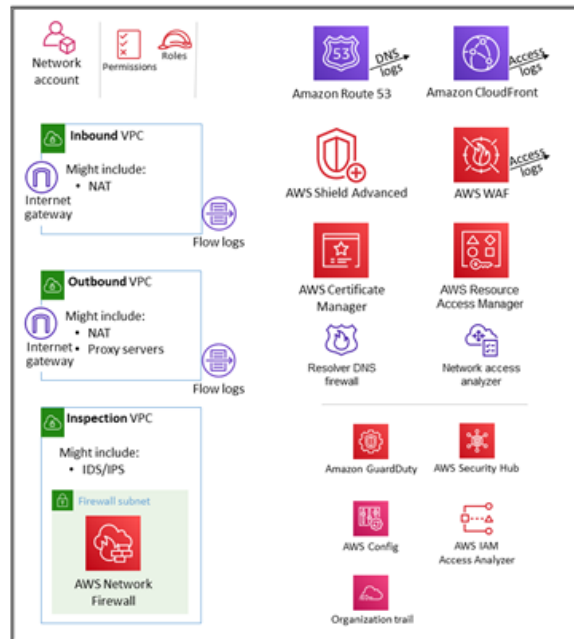 Network
account
Permissions
Roles
53
DNS
logs
Amazon Route 53
Access
logs
Amazon CloudFront
Inbound VPC
Might include:
• NAT
Internet
gateway
Flow logs
AWS Shield Advanced
Access
logs
AWS WAF
Outbound VPC
Might include:
• NAT
• Proxy servers
Internet
gateway
Flow logs
AWS Certificate
Manager
AWS Resource
Access Manager
Resolver DNS
firewall
Network access
analyzer
Inspection VPC
Might include:
• IDS/IPS
Firewall subnet
AWS Network
Firewall
Amazon GuardDuty
AWS Security Hub
AWS Config
AWS IAM
Access Analyzer
Organization trail